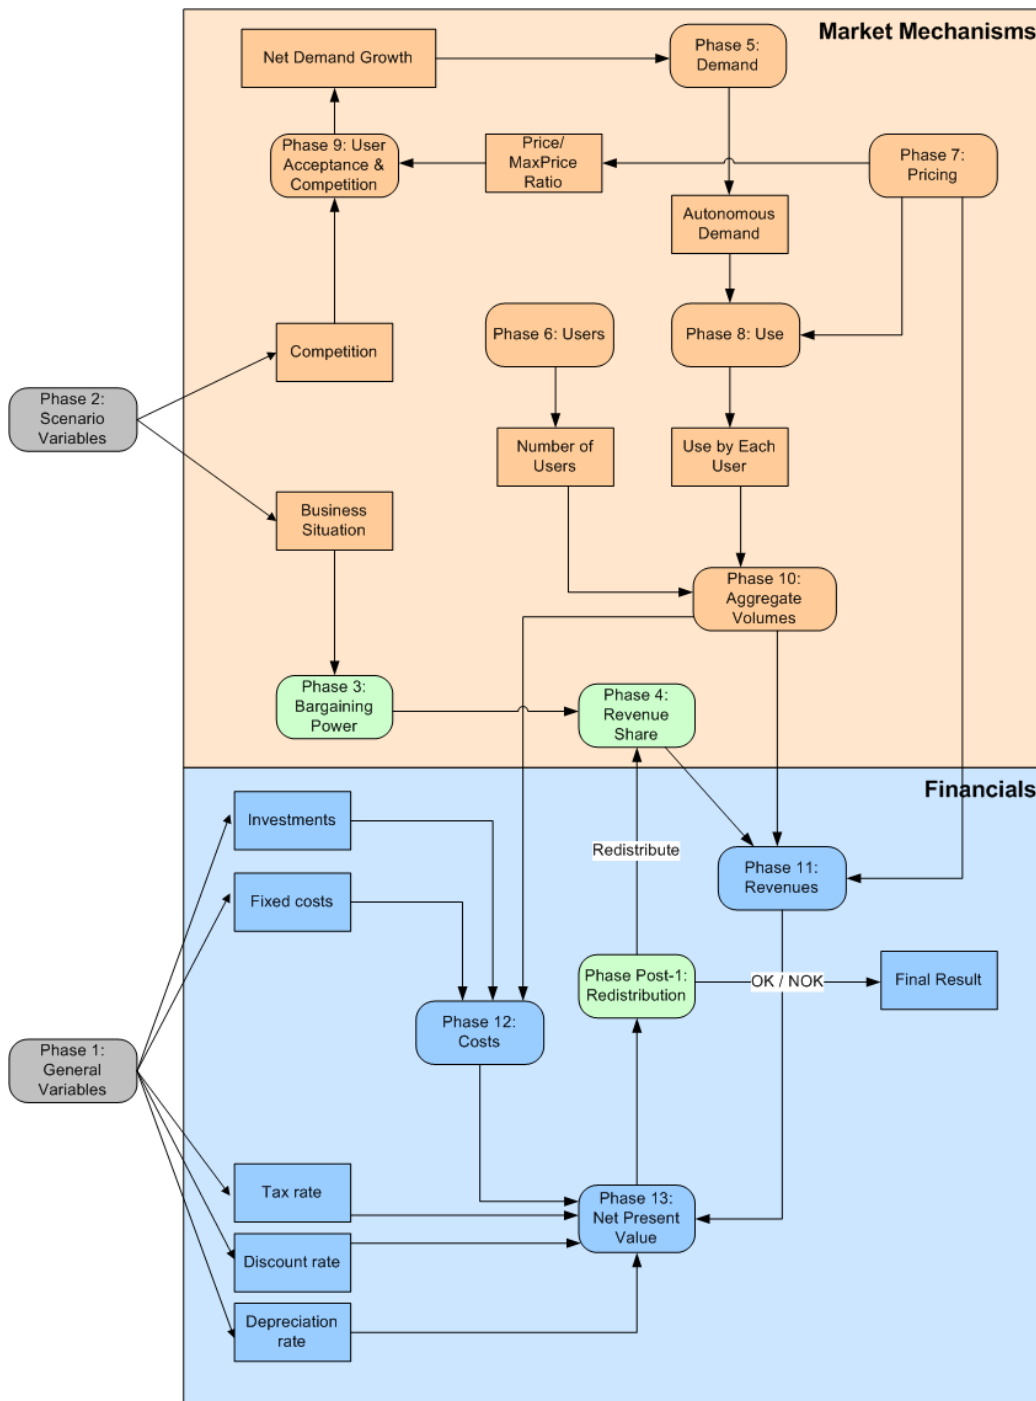 Market Mechanisms
Net Demand Growth
Phase 5:
Demand
Phase 9: User
Acceptance &
Competition
Price/
MaxPrice
Ratio
Phase 7:
Pricing
Autonomous
Demand
Phase 6: Users
Phase 8: Use
Competition
Phase 2:
Scenario
Variables
Number of
Users
Use by Each
User
Business
Situation
Phase 10:
Aggregate
Volumes
Phase 3:
Bargaining
Power
Phase 4:
Revenue
Share
Financials
Investments
Redistribute
Phase 11:
Revenues
Fixed costs
Phase Post-1:
Redistribution
OK / NOK
Final Result
Phase 12:
Costs
Phase 1:
General
Variables
Tax rate
Phase 13:
Net Present
Value
Discount rate
Depreciation
rate